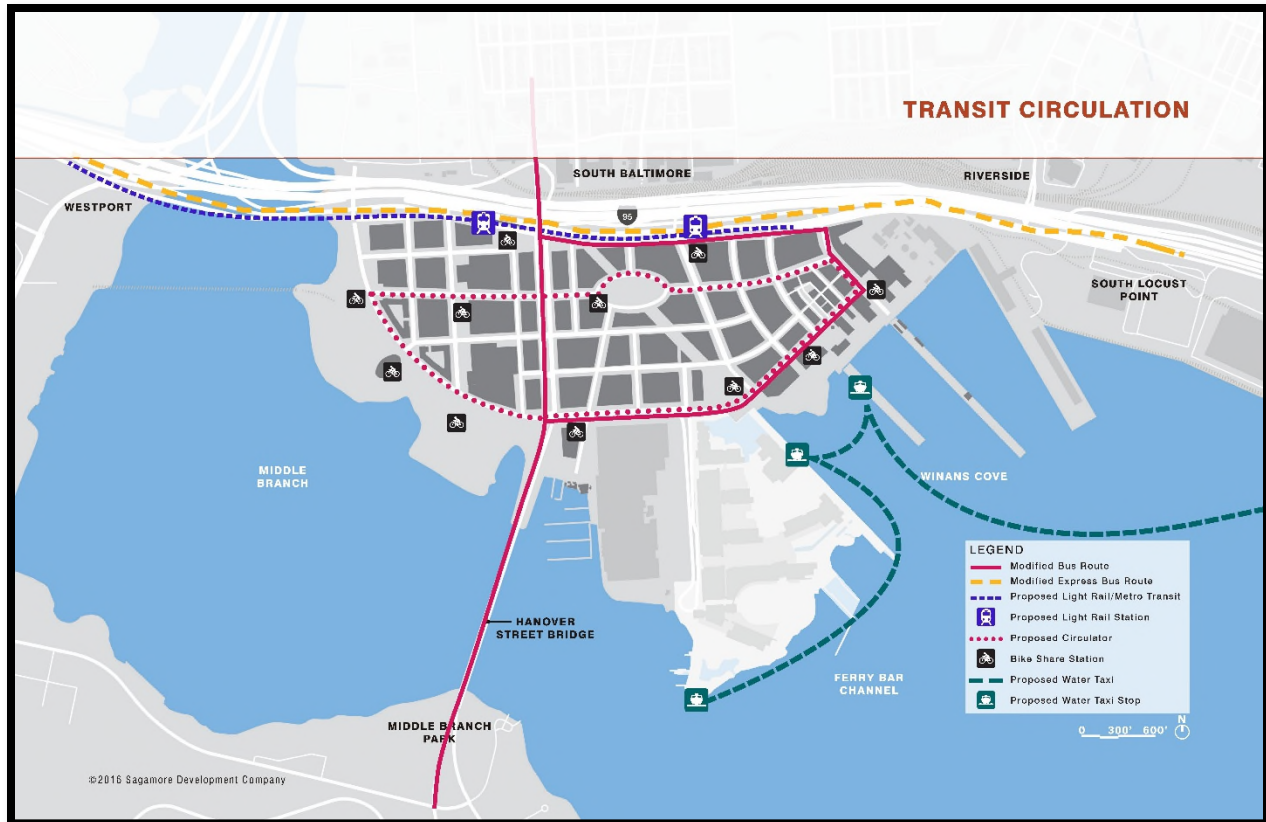 TRANSIT CIRCULATION
SOUTH BALTIMORE
RIVERSIDE
WESTPORT
95
SOUTH LOCUST
POINT
MIDDLE
BRANCH
WINANS COVE
LEGEND
Modified Bus Route
Modified Express Bus Route
Proposed Light Rail/Metro Transit
Proposed Light Rail Station
Proposed Circulator
Bike Share Station
Proposed Water Taxi
Proposed Water Taxi Stop
HANOVER
STREET BRIDGE
FERRY BAR
CHANNEL
MIDDLE BRANCH
PARK
N
0 300' 600'
©2016 Sagamore Development Company